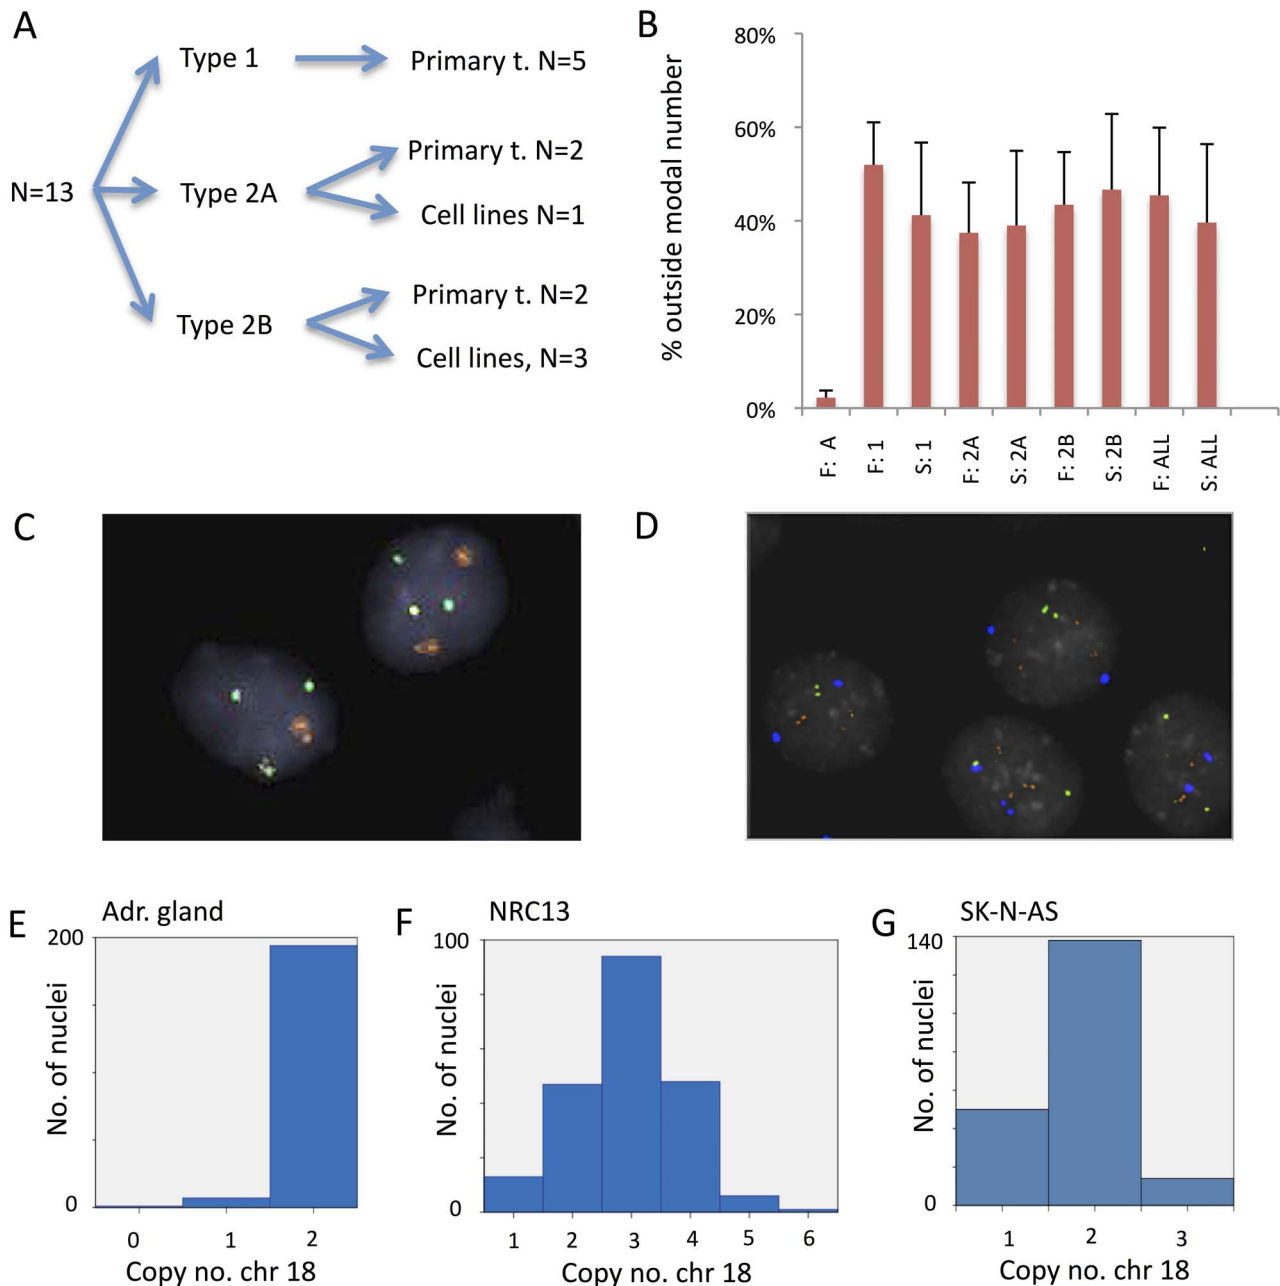 A
Type 1
Primary t. N=5
Primary t. N=2
N=13
Type 2A
Cell lines N=1
Primary t. N=2
Type 2B
Cell lines, N=3
B
% outside modal number
80%
60%
40%
20%
0%
F: A
F: 1
S: 1
F: 2A
S: 2A
F: 2B
S: 2B
F: ALL
S: ALL
C
D
E
Adr. gland
200
No. of nuclei
0
0 1 2
Copy no. chr 18
F
NRC13
100
No. of nuclei
0
1 2 3 4 5 6
Copy no. chr 18
G
SK-N-AS
140
No. of nuclei
0
1 2 3
Copy no. chr 18